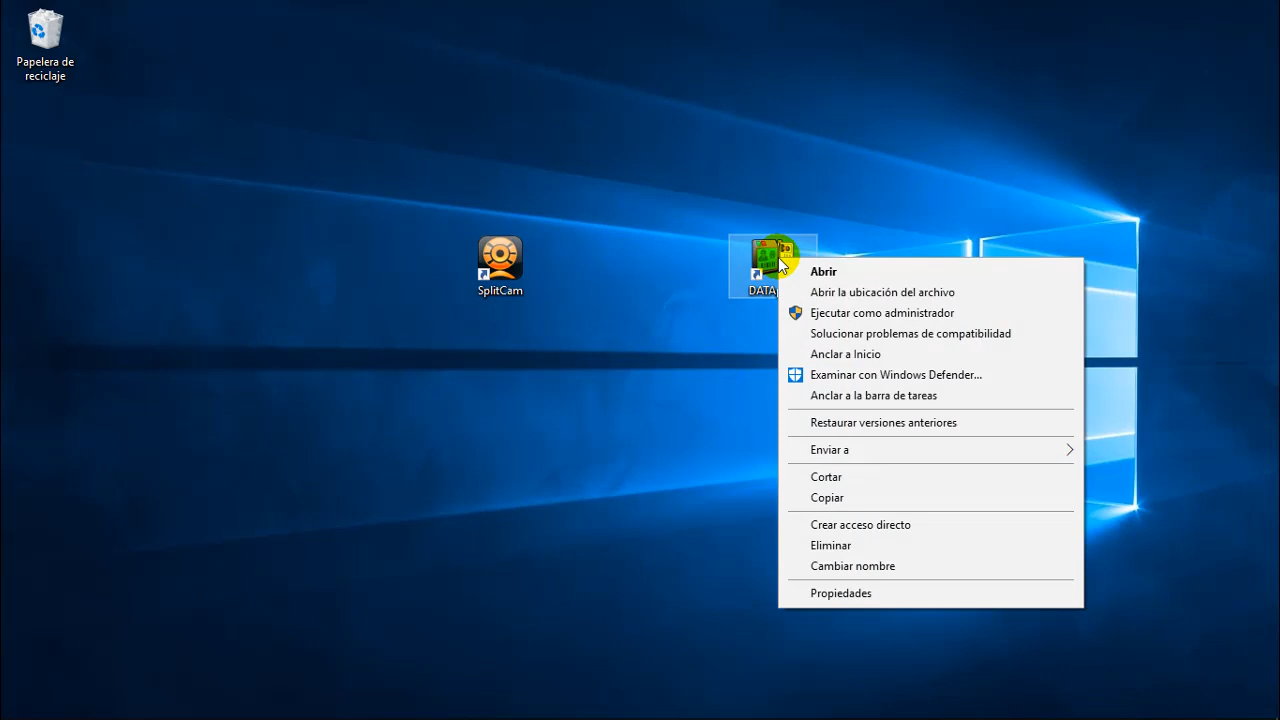 Papelera de
reciclaje
SplitCam
Abrir
Abrir la ubicación del archivo
Ejecutar como administrador
Solucionar problemas de compatibilidad
Anclar a Inicio
Examinar con Windows Defender...
Anclar a la barra de tareas
Restaurar versiones anteriores
Enviar a
Cortar
Copiar
Crear acceso directo
Eliminar
Cambiar nombre
Propiedades